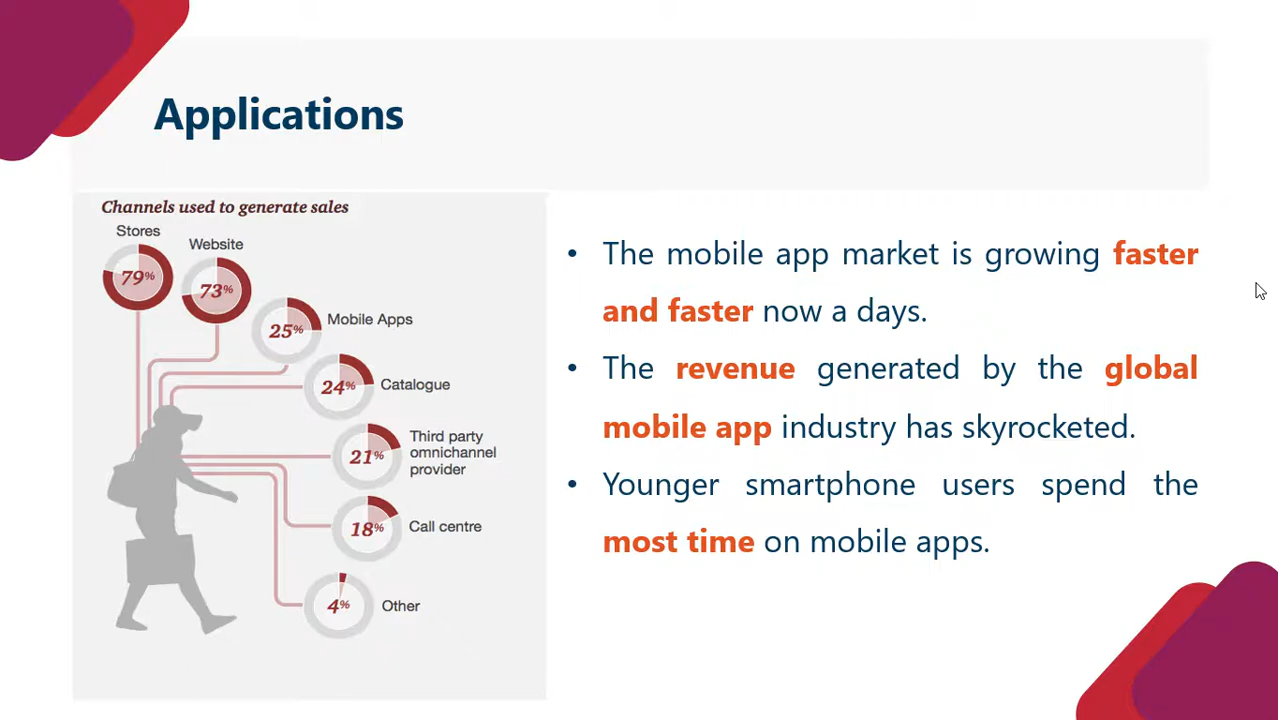 Applications
Channels used to generate sales
Stores
79%
Website
73%
25%
Mobile Apps
24%
Catalogue
21%
Third party
omnichannel
provider
18%
Call centre
4%
Other
• The mobile app market is growing faster
and faster now a days.
• The revenue generated by the global
mobile app industry has skyrocketed.
• Younger smartphone users spend the
most time on mobile apps.